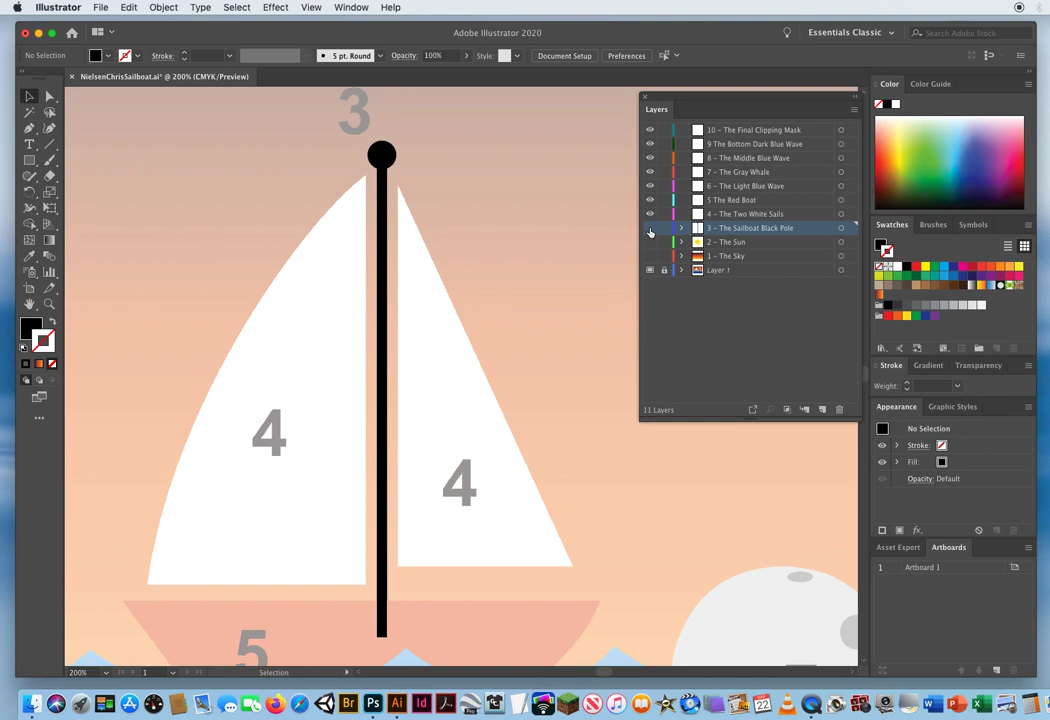 Illustrator File Edit Object Type Select Effect View Window Help
Adobe Illustrator 2020
Essentials Classic
Search Adobe Stock
No Selection
Stroke:
5 pt. Round
Opacity: 100%
Style:
Document Setup
Preferences
× NielsenChrisSailboat.ai* @ 200% (CMYK/Preview)
Layers
10 - The Final Clipping Mask
9 The Bottom Dark Blue Wave
8 - The Middle Blue Wave
7 - The Gray Whale
6 - The Light Blue Wave
5 The Red Boat
4 - The Two White Sails
3 - The Sailboat Black Pole
2 - The Sun
1 - The Sky
Layer 1
11 Layers
3
4
4
5
Color Color Guide
Swatches Brushes Symbols
Stroke Gradient Transparency
Weight:
Appearance Graphic Styles
No Selection
Stroke:
Fill:
Opacity: Default
fx
Asset Export Artboards
1 Artboard 1
200%
1
Selection
Br Ps Ai Id